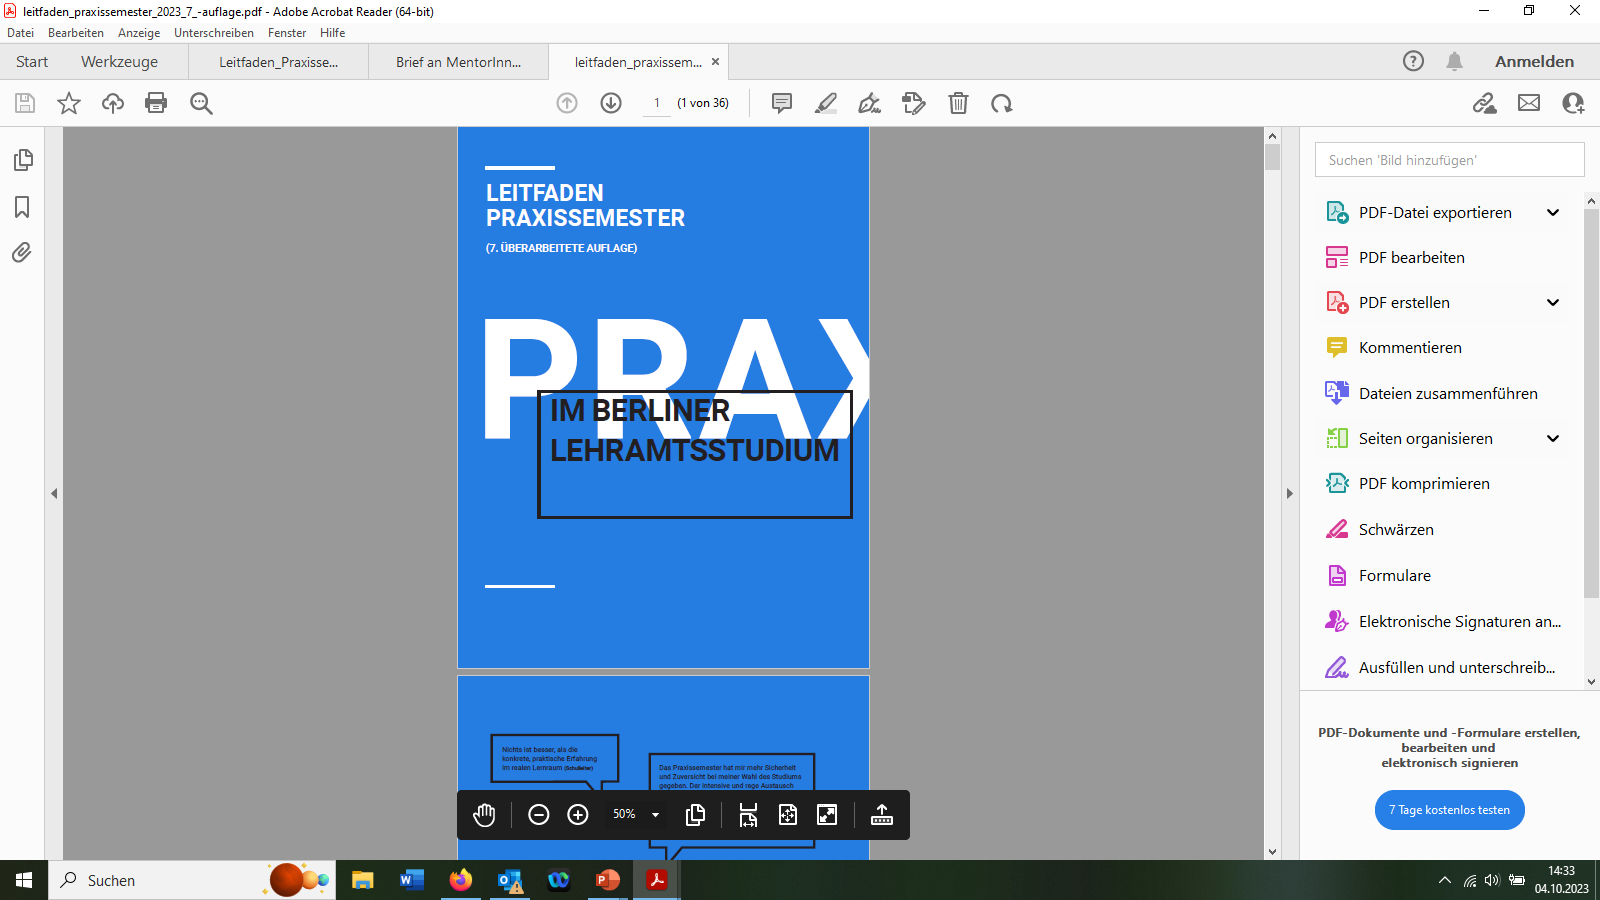 leitfaden_praxissemester_2023_7_-auflage.pdf - Adobe Acrobat Reader (64-bit)
Datei Bearbeiten Anzeige Unterschreiben Fenster Hilfe
Start Werkzeuge Leitfaden_Praxisse... Brief an MentorInn... leitfaden_praxissem... Anmelden
1 (1 von 36)
LEITFADEN
PRAXISSEMESTER
(7. ÜBERARBEITETE AUFLAGE)
PRAX
IM BERLINER
LEHRAMTSSTUDIUM
Nichts ist besser, als die
konkrete, praktische Erfahrung
im realen Lernraum (Schulleiter)
Das Praxissemester hat mir mehr Sicherheit
und Zuversicht bei meiner Wahl des Studiums
gegeben. Der intensive und rege Austausch
50%
Suchen 'Bild hinzufügen'
PDF-Datei exportieren
PDF bearbeiten
PDF erstellen
Kommentieren
Dateien zusammenführen
Seiten organisieren
PDF komprimieren
Schwärzen
Formulare
Elektronische Signaturen an...
Ausfüllen und unterschreib...
PDF-Dokumente und -Formulare erstellen,
bearbeiten und
elektronisch signieren
7 Tage kostenlos testen
Suchen
14:33
04.10.2023